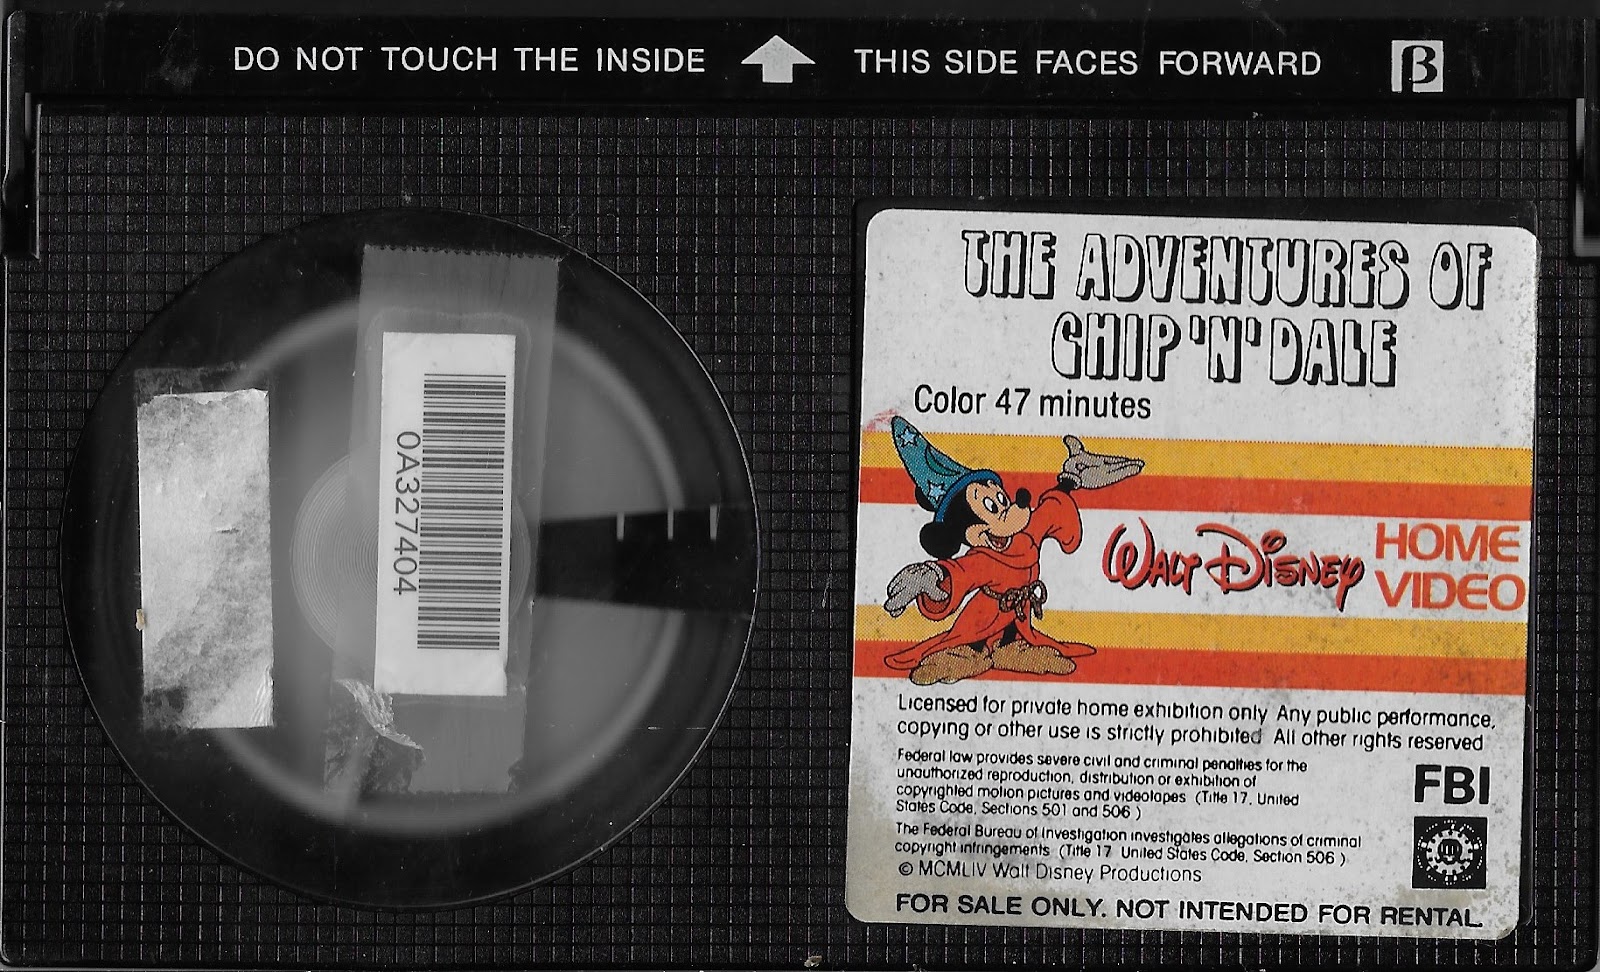 DO NOT TOUCH THE INSIDE THIS SIDE FACES FORWARD β
0A327404
THE ADVENTURES OF
CHIP 'N' DALE
Color 47 minutes
WALT DISNEY HOME
VIDEO
Licensed for private home exhibition only Any public performance,
copying or other use is strictly prohibited All other rights reserved
Federal law provides severe civil and criminal penalties for the
unauthorized reproduction, distribution or exhibition of
copyrighted motion pictures and videotapes (Title 17, United
States Code, Sections 501 and 506 )
FBI
The Federal Bureau of Investigation investigates allegations of criminal
copyright infringements (Title 17 United States Code, Section 506 )
© MCMLIV Walt Disney Productions
FOR SALE ONLY. NOT INTENDED FOR RENTAL